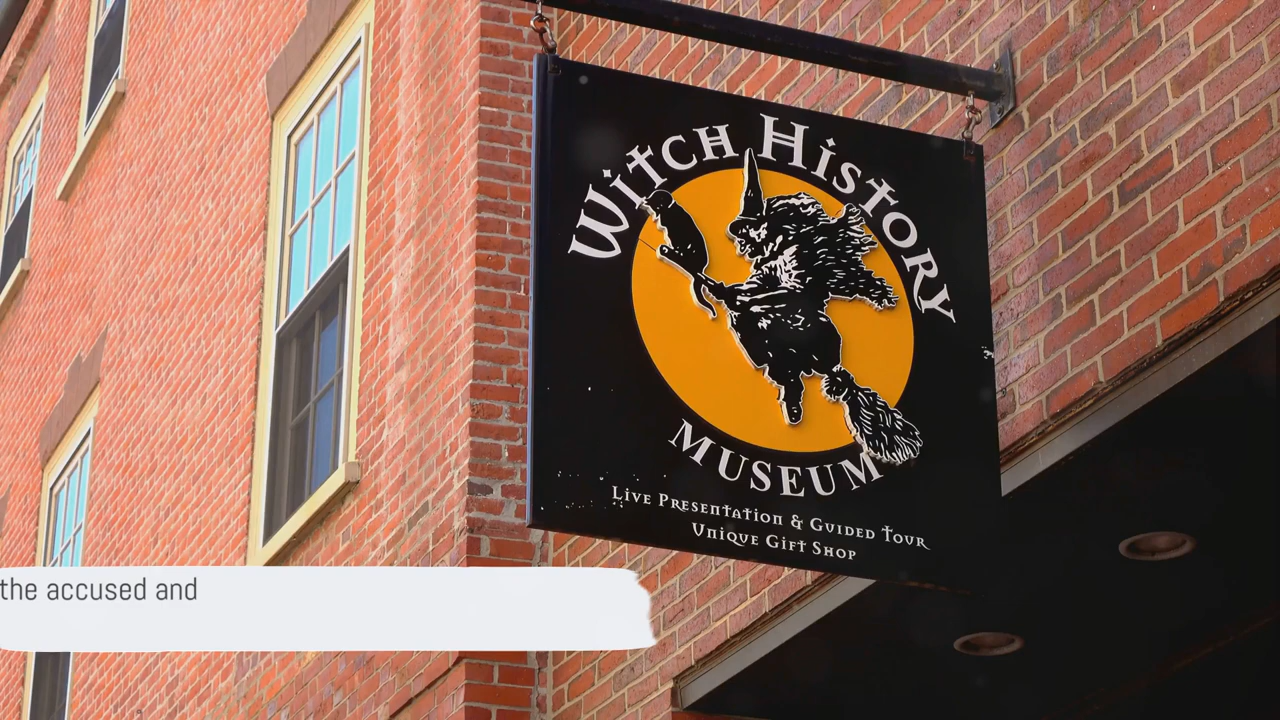 Witch History
Museum
Live Presentation & Guided Tour
Unique Gift Shop
the accused and